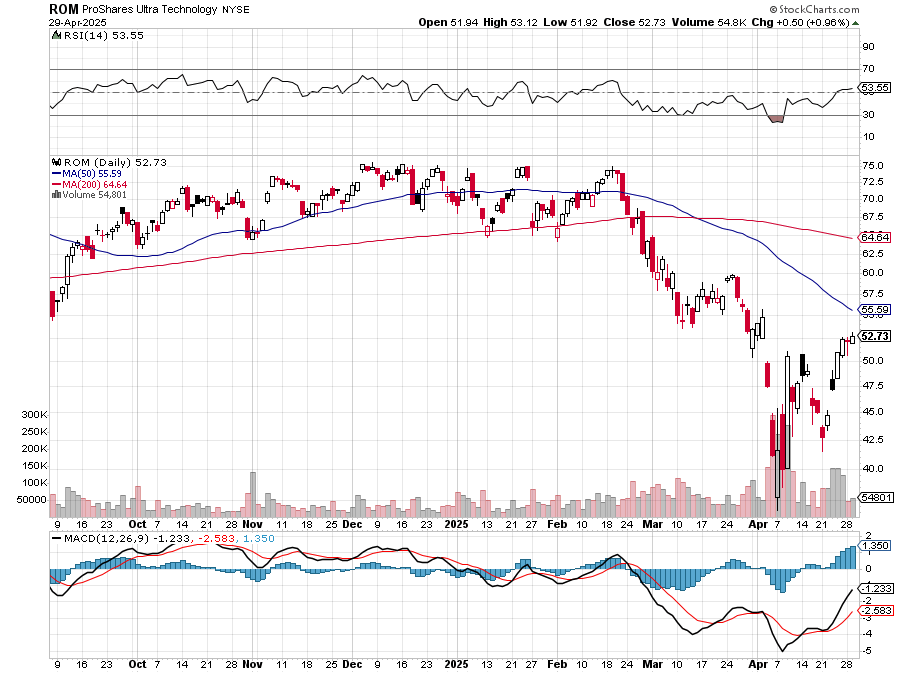 ROM ProShares Ultra Technology NYSE © StockCharts.com
29-Apr-2025 Open 51.94 High 53.12 Low 51.92 Close 52.73 Volume 54.8K Chg +0.50 (+0.96%)
RSI(14) 53.55
90
70
53.55
30
10
ROM (Daily) 52.73
MA(50) 55.59
MA(200) 64.64
Volume 54,801
75.0
72.5
70.0
67.5
64.64
62.5
60.0
57.5
55.59
52.73
50.0
47.5
45.0
42.5
40.0
54801
300K
250K
200K
150K
100K
50000
9 16 23 Oct 7 14 21 28 Nov 11 18 25 Dec 9 16 23 2025 13 21 27 Feb 10 18 24 Mar 10 17 24 Apr 7 14 21 28
MACD(12,26,9) -1.233, -2.583, 1.350
2
1.350
0
-1.233
-2
-2.583
-3
-4
-5
9 16 23 Oct 7 14 21 28 Nov 11 18 25 Dec 9 16 23 2025 13 21 27 Feb 10 18 24 Mar 10 17 24 Apr 7 14 21 28